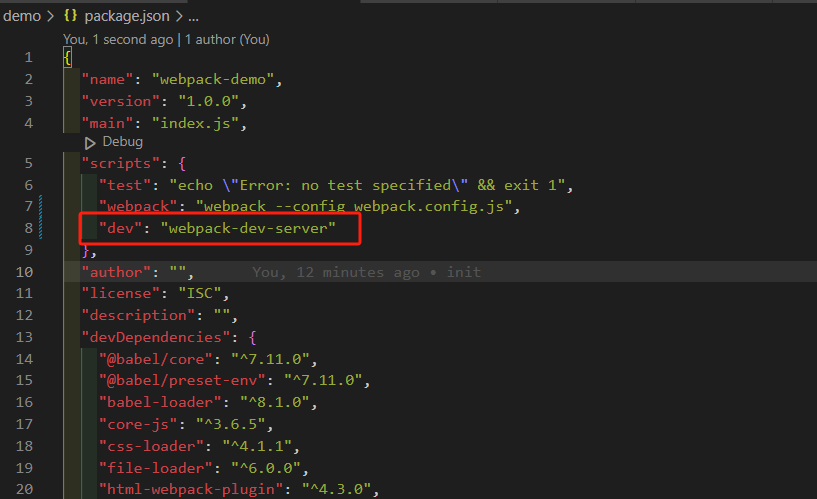 demo > {} package.json > ...
You, 1 second ago | 1 author (You)
1 {
2 "name": "webpack-demo",
3 "version": "1.0.0",
4 "main": "index.js",
Debug
5 "scripts": {
6 "test": "echo \"Error: no test specified\" && exit 1",
7 "webpack": "webpack --config webpack.config.js",
8 "dev": "webpack-dev-server"
9 },
10 "author": "", You, 12 minutes ago • init
11 "license": "ISC",
12 "description": "",
13 "devDependencies": {
14 "@babel/core": "^7.11.0",
15 "@babel/preset-env": "^7.11.0",
16 "babel-loader": "^8.1.0",
17 "core-js": "^3.6.5",
18 "css-loader": "^4.1.1",
19 "file-loader": "^6.0.0",
20 "html-webpack-plugin": "^4.3.0",